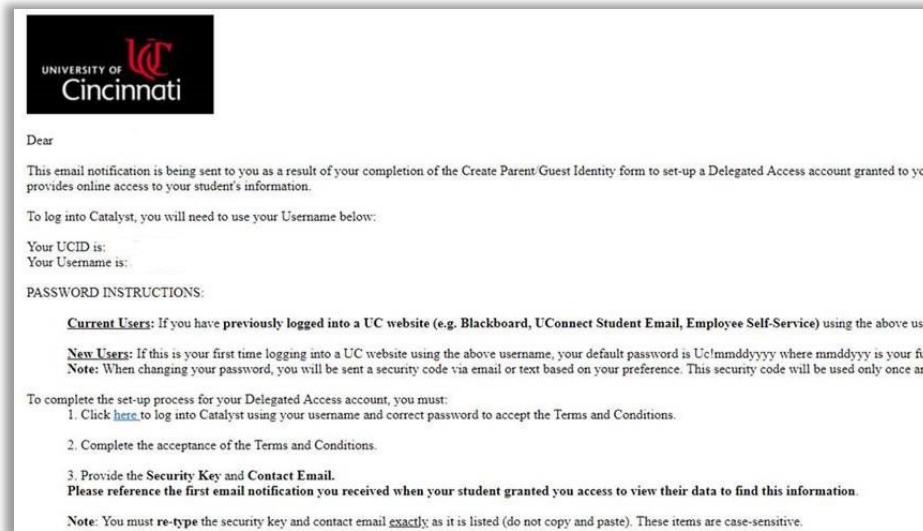 UNIVERSITY OF
Cincinnati
Dear
This email notification is being sent to you as a result of your completion of the Create Parent/Guest Identity form to set-up a Delegated Access account granted to
provides online access to your student's information.
To log into Catalyst, you will need to use your Username below:
Your UCID is:
Your Username is:
PASSWORD INSTRUCTIONS:
Current Users: If you have previously logged into a UC website (e.g. Blackboard, UConnect Student Email, Employee Self-Service) using the above
New Users: If this is your first time logging into a UC website using the above username, your default password is Uc!mmddyyyy where mmddyyy is your
Note: When changing your password, you will be sent a security code via email or text based on your preference. This security code will be used only once
To complete the set-up process for your Delegated Access account, you must:
1. Click here to log into Catalyst using your username and correct password to accept the Terms and Conditions.
2. Complete the acceptance of the Terms and Conditions.
3. Provide the Security Key and Contact Email.
Please reference the first email notification you received when your student granted you access to view their data to find this information.
Note: You must re-type the security key and contact email exactly as it is listed (do not copy and paste). These items are case-sensitive.